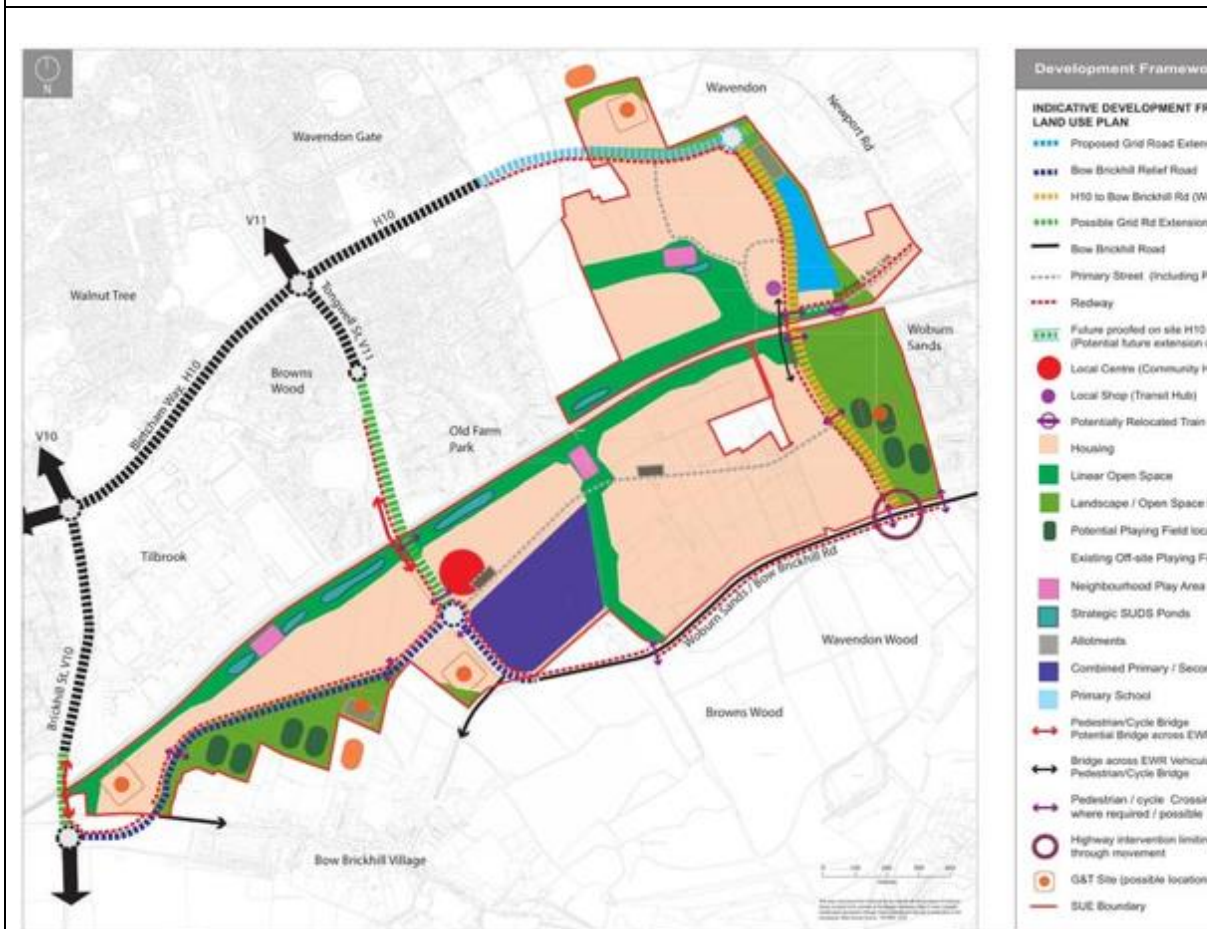 N
Wavendon
Newport Rd
Wavendon Gate
V11
H10
Walnut Tree
Tongwell St, V11
Browns
Wood
Woburn
Sands
Bletcham Way, H10
V10
Old Farm
Park
Tilbrook
Woburn Sands / Bow Brickhill Rd
Wavendon Wood
Brickhill St, V10
Browns Wood
Bow Brickhill Village
Development Framewo
INDICATIVE DEVELOPMENT FR
LAND USE PLAN
Proposed Grid Road Exten
Bow Brickhill Relief Road
H10 to Bow Brickhill Rd (W
Possible Grid Rd Extension
Bow Brickhill Road
Primary Street (Including P
Redway
Future proofed on site H10
(Potential future extension
Local Centre (Community H
Local Shop (Transit Hub)
Potentially Relocated Train
Housing
Linear Open Space
Landscape / Open Space
Potential Playing Field loc
Existing Off-site Playing Fi
Neighbourhood Play Area
Strategic SUDS Ponds
Allotments
Combined Primary / Secon
Primary School
Pedestrian/Cycle Bridge
Potential Bridge across EW
Bridge across EWR Vehicul
Pedestrian/Cycle Bridge
Pedestrian / cycle Crossin
where required / possible
Highway intervention limitin
through movement
G&T Site (possible location
SUE Boundary